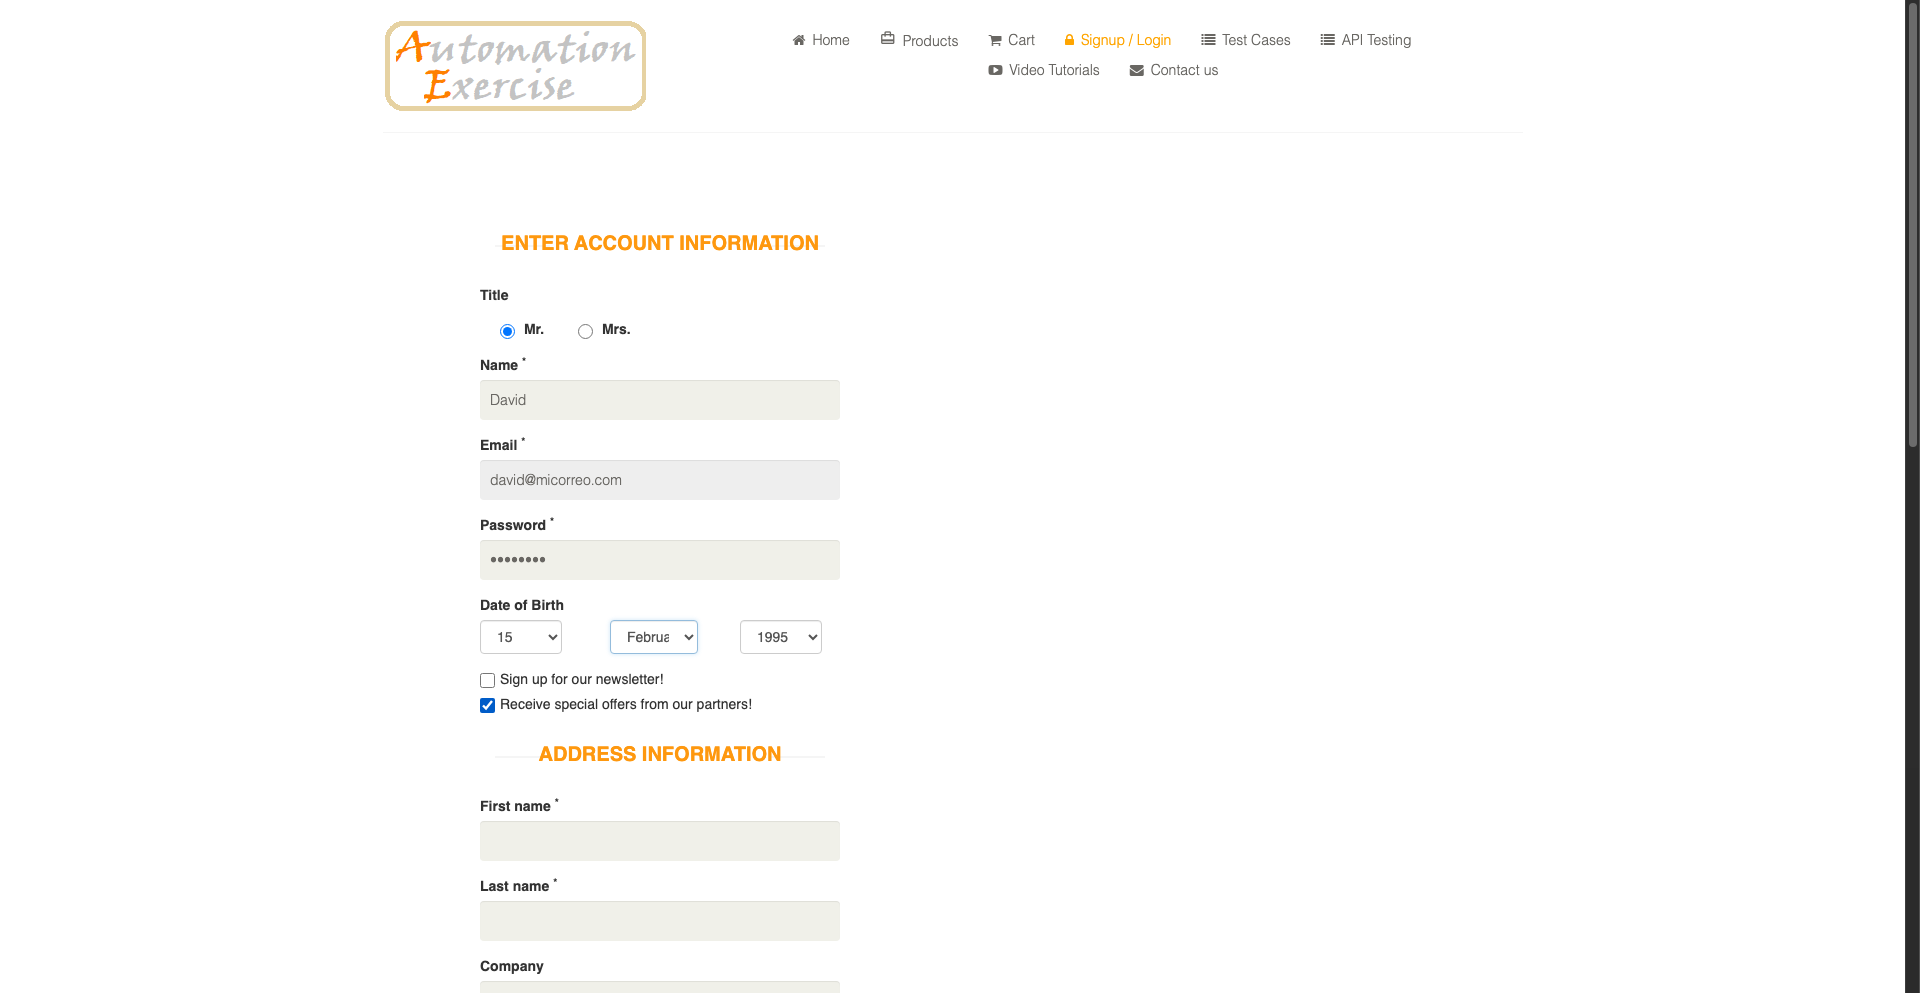 Automation
Exercise
Home
Products
Cart
Signup / Login
Test Cases
API Testing
Video Tutorials
Contact us
ENTER ACCOUNT INFORMATION
Title
Mr.
Mrs.
Name *
David
Email *
david@micorreo.com
Password *
••••••••
Date of Birth
15
Februa
1995
Sign up for our newsletter!
Receive special offers from our partners!
ADDRESS INFORMATION
First name *
Last name *
Company